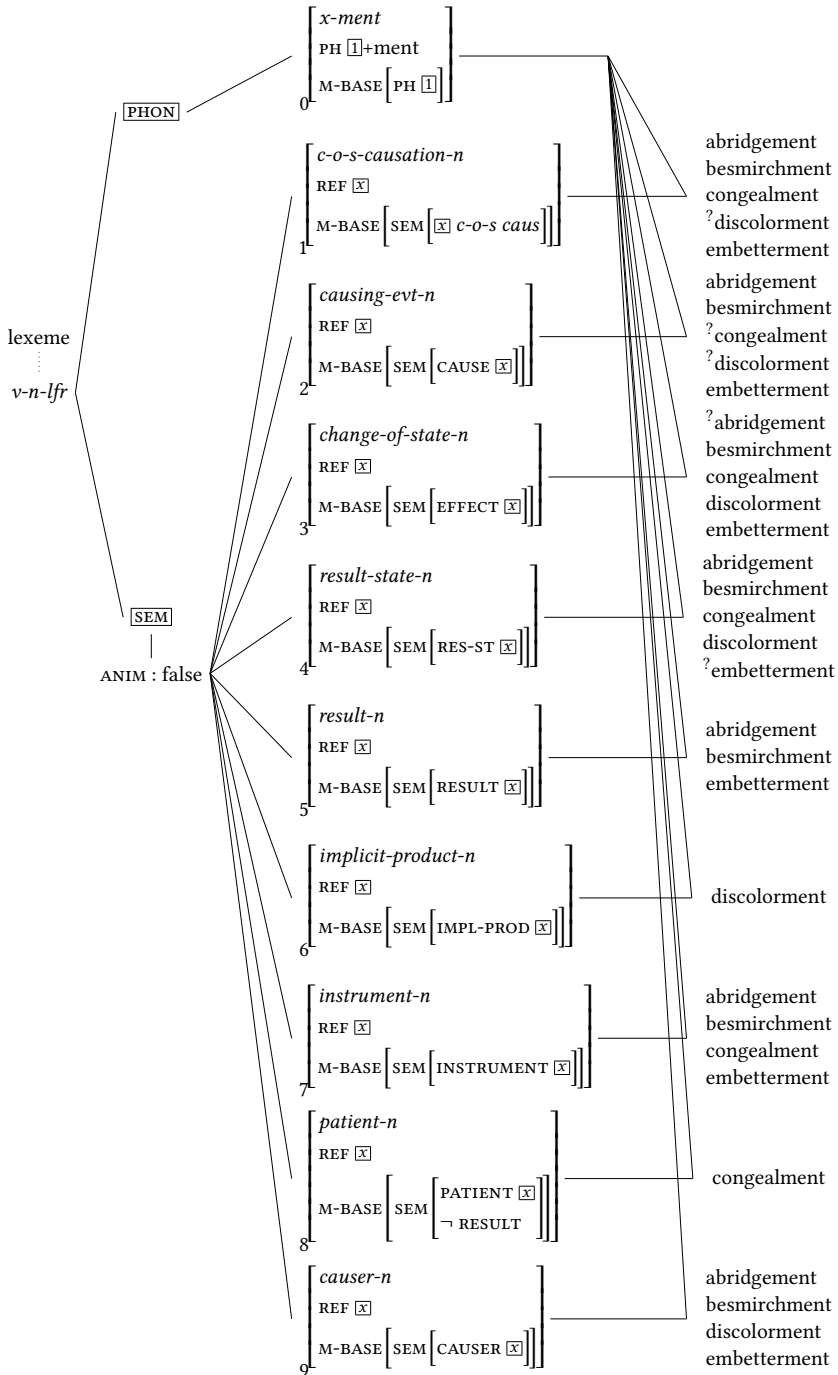 x-ment
PH 1+ment
M-BASE[PH 1]
0
PHON
c-o-s-causation-n
REF x
M-BASE[SEM[x c-o-s caus]]
1
abridgement
besmirchment
congealment
?discolorment
embetterment
causing-evt-n
REF x
M-BASE[SEM[CAUSE x]]
2
abridgement
besmirchment
?congealment
?discolorment
embetterment
lexeme
v-n-lfr
change-of-state-n
REF x
M-BASE[SEM[EFFECT x]]
3
?abridgement
besmirchment
congealment
discolorment
embetterment
result-state-n
REF x
M-BASE[SEM[RES-ST x]]
4
abridgement
besmirchment
congealment
discolorment
?embetterment
SEM
ANIM : false
result-n
REF x
M-BASE[SEM[RESULT x]]
5
abridgement
besmirchment
embetterment
implicit-product-n
REF x
M-BASE[SEM[IMPL-PROD x]]
6
discolorment
instrument-n
REF x
M-BASE[SEM[INSTRUMENT x]]
7
abridgement
besmirchment
congealment
embetterment
patient-n
REF x
M-BASE[SEM[PATIENT x
¬ RESULT]]
8
congealment
causer-n
REF x
M-BASE[SEM[CAUSER x]]
9
abridgement
besmirchment
discolorment
embetterment